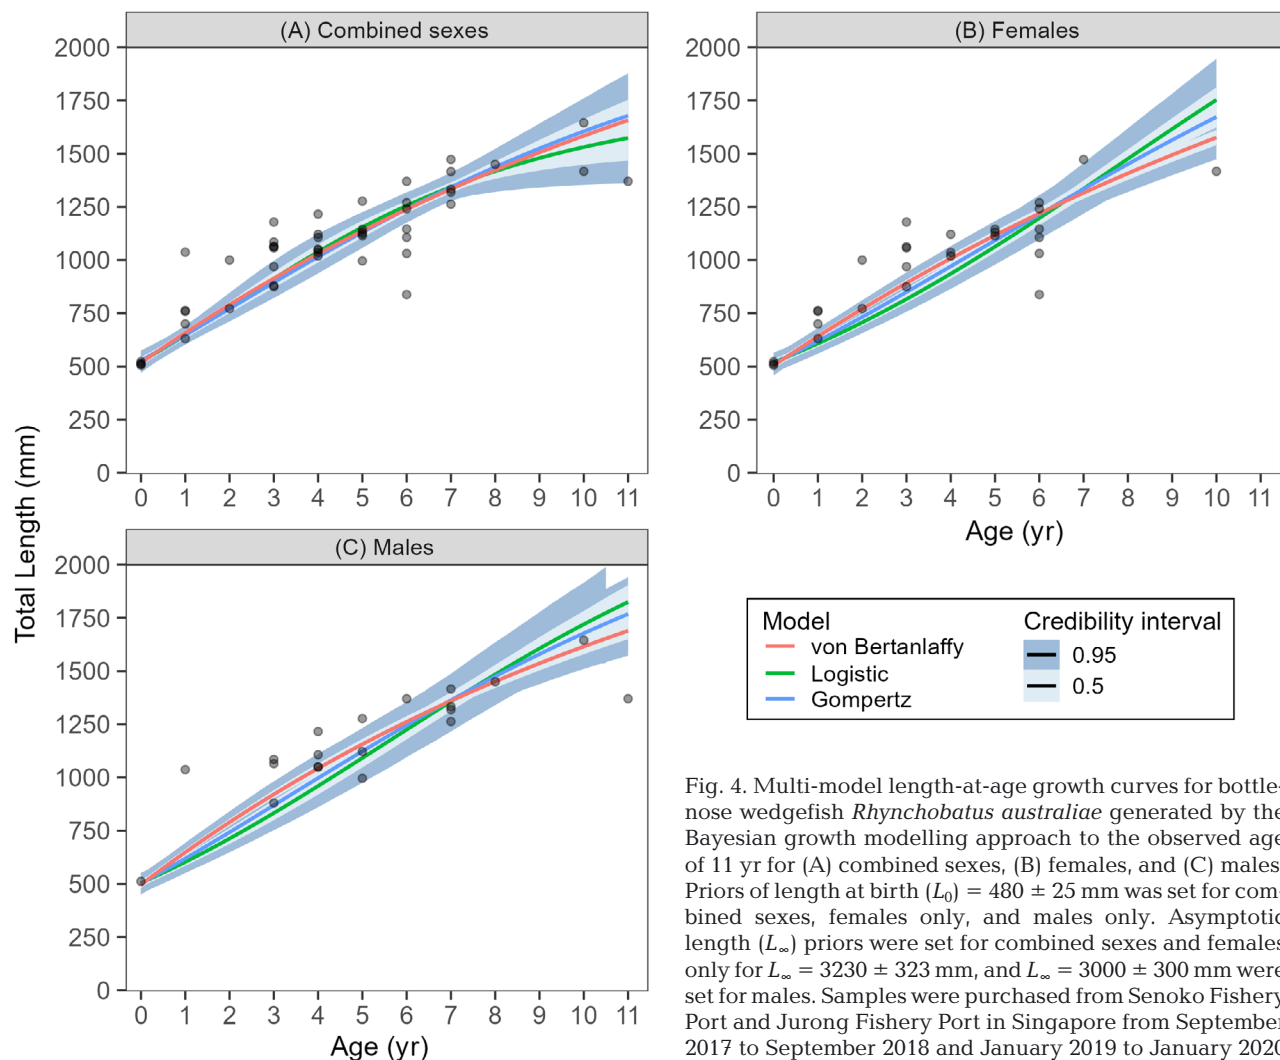 (A) Combined sexes
2000
1750
1500
1250
1000
750
500
250
0
0 1 2 3 4 5 6 7 8 9 10 11
(B) Females
2000
1750
1500
1250
1000
750
500
250
0
0 1 2 3 4 5 6 7 8 9 10 11
Age (yr)
Total Length (mm)
(C) Males
2000
1750
1500
1250
1000
750
500
250
0
0 1 2 3 4 5 6 7 8 9 10 11
Age (yr)
Model
von Bertanlaffy
Logistic
Gompertz
Credibility interval
0.95
0.5
Fig. 4. Multi-model length-at-age growth curves for bottle-
nose wedgefish Rhynchobatus australiae generated by the
Bayesian growth modelling approach to the observed age
of 11 yr for (A) combined sexes, (B) females, and (C) males
Priors of length at birth (L₀) = 480 ± 25 mm was set for com-
bined sexes, females only, and males only. Asymptotic
length (L∞) priors were set for combined sexes and females
only for L∞ = 3230 ± 323 mm, and L∞ = 3000 ± 300 mm were
set for males. Samples were purchased from Senoko Fishery
Port and Jurong Fishery Port in Singapore from September
2017 to September 2018 and January 2019 to January 2020